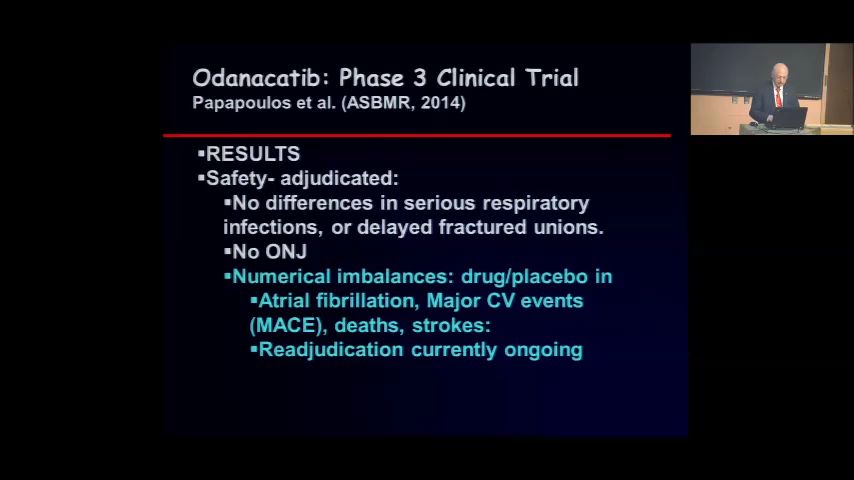 Odanacatib: Phase 3 Clinical Trial
Papapoulos et al. (ASBMR, 2014)
▪RESULTS
▪Safety- adjudicated:
▪No differences in serious respiratory
infections, or delayed fractured unions.
▪No ONJ
▪Numerical imbalances: drug/placebo in
▪Atrial fibrillation, Major CV events
(MACE), deaths, strokes:
▪Readjudication currently ongoing